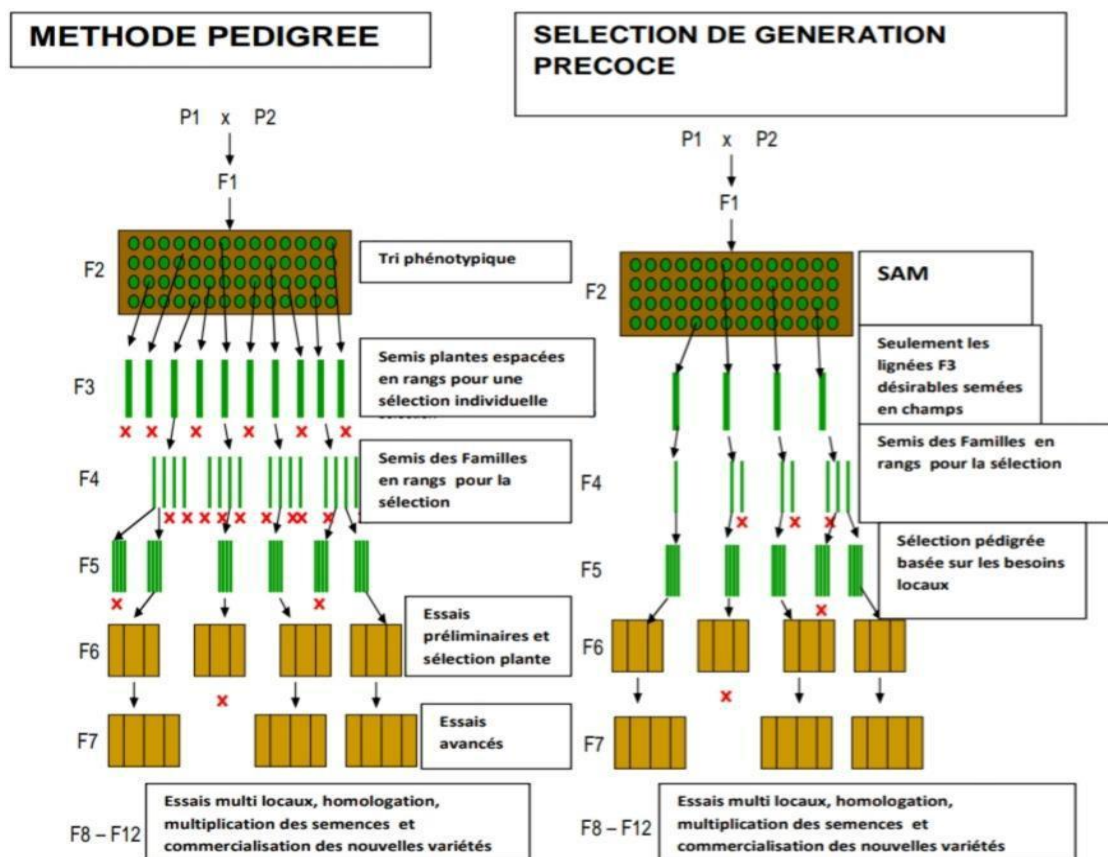 METHODE PEDIGREE
P1 x P2
F1
F2
Tri phénotypique
F3
Semis plantes espacées
en rangs pour une
sélection individuelle
x x x x x
F4
Semis des Familles
en rangs pour la
sélection
x x x x x x x x x x
F5
x x
F6
Essais
préliminaires et
sélection plante
x
F7
Essais
avancés
F8 – F12
Essais multi locaux, homologation,
multiplication des semences et
commercialisation des nouvelles variétés
SELECTION DE GENERATION
PRECOCE
P1 x P2
F1
F2
SAM
Seulement les
lignées F3
désirables semées
en champs
F4
Semis des Familles en
rangs pour la sélection
x x x
F5
Sélection pédigrée
basée sur les besoins
locaux
x
F6
x
F7
F8 – F12
Essais multi locaux, homologation,
multiplication des semences et
commercialisation des nouvelles variétés